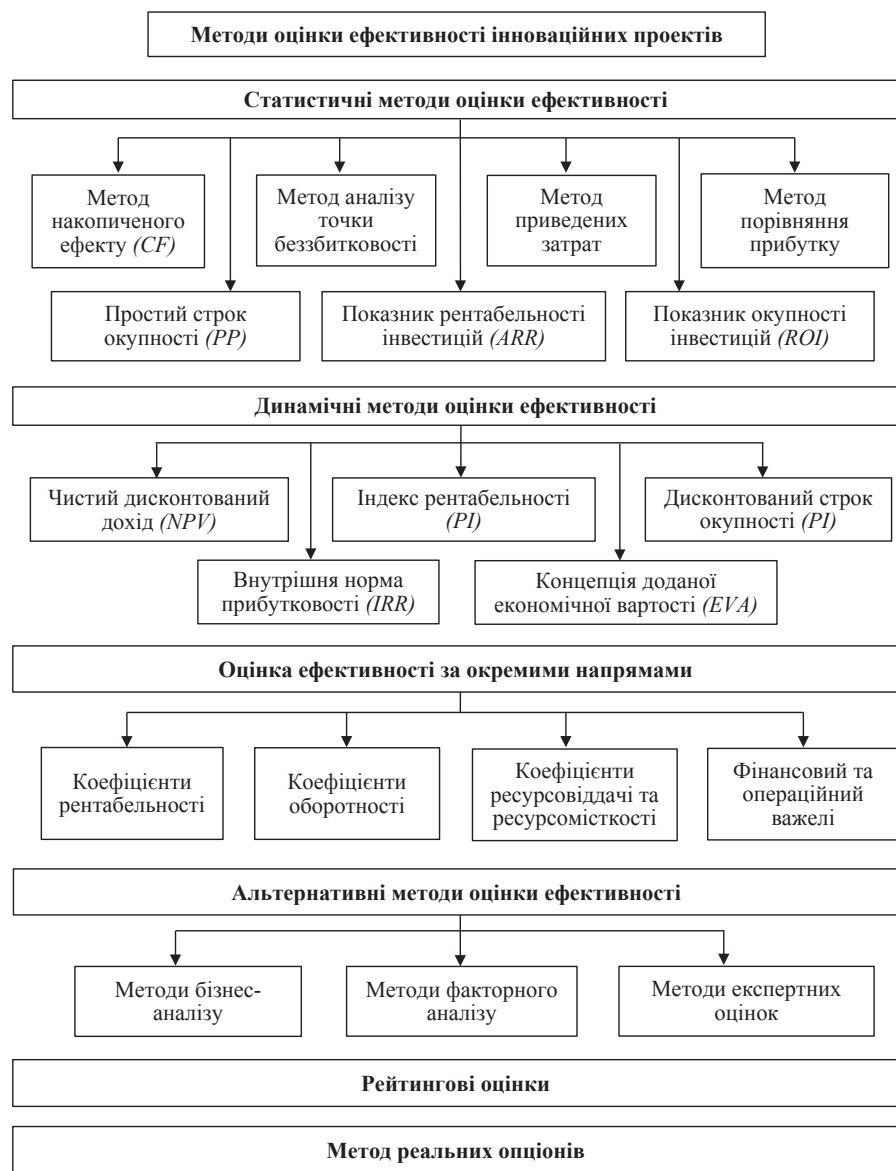 Методи оцінки ефективності інноваційних проектів
Статистичні методи оцінки ефективності
Метод
накопиченого
ефекту (CF)
Метод аналізу
точки
беззбитковості
Метод
приведених
затрат
Метод
порівняння
прибутку
Простий строк
окупності (PP)
Показник рентабельності
інвестицій (ARR)
Показник окупності
інвестицій (ROI)
Динамічні методи оцінки ефективності
Чистий дисконтований
дохід (NPV)
Індекс рентабельності
(PI)
Дисконтований строк
окупності (PI)
Внутрішня норма
прибутковості (IRR)
Концепція доданої
економічної вартості (EVA)
Оцінка ефективності за окремими напрямами
Коефіцієнти
рентабельності
Коефіцієнти
оборотності
Коефіцієнти
ресурсовіддачі та
ресурсомісткості
Фінансовий та
операційний
важелі
Альтернативні методи оцінки ефективності
Методи бізнес-
аналізу
Методи факторного
аналізу
Методи експертних
оцінок
Рейтингові оцінки
Метод реальних опціонів